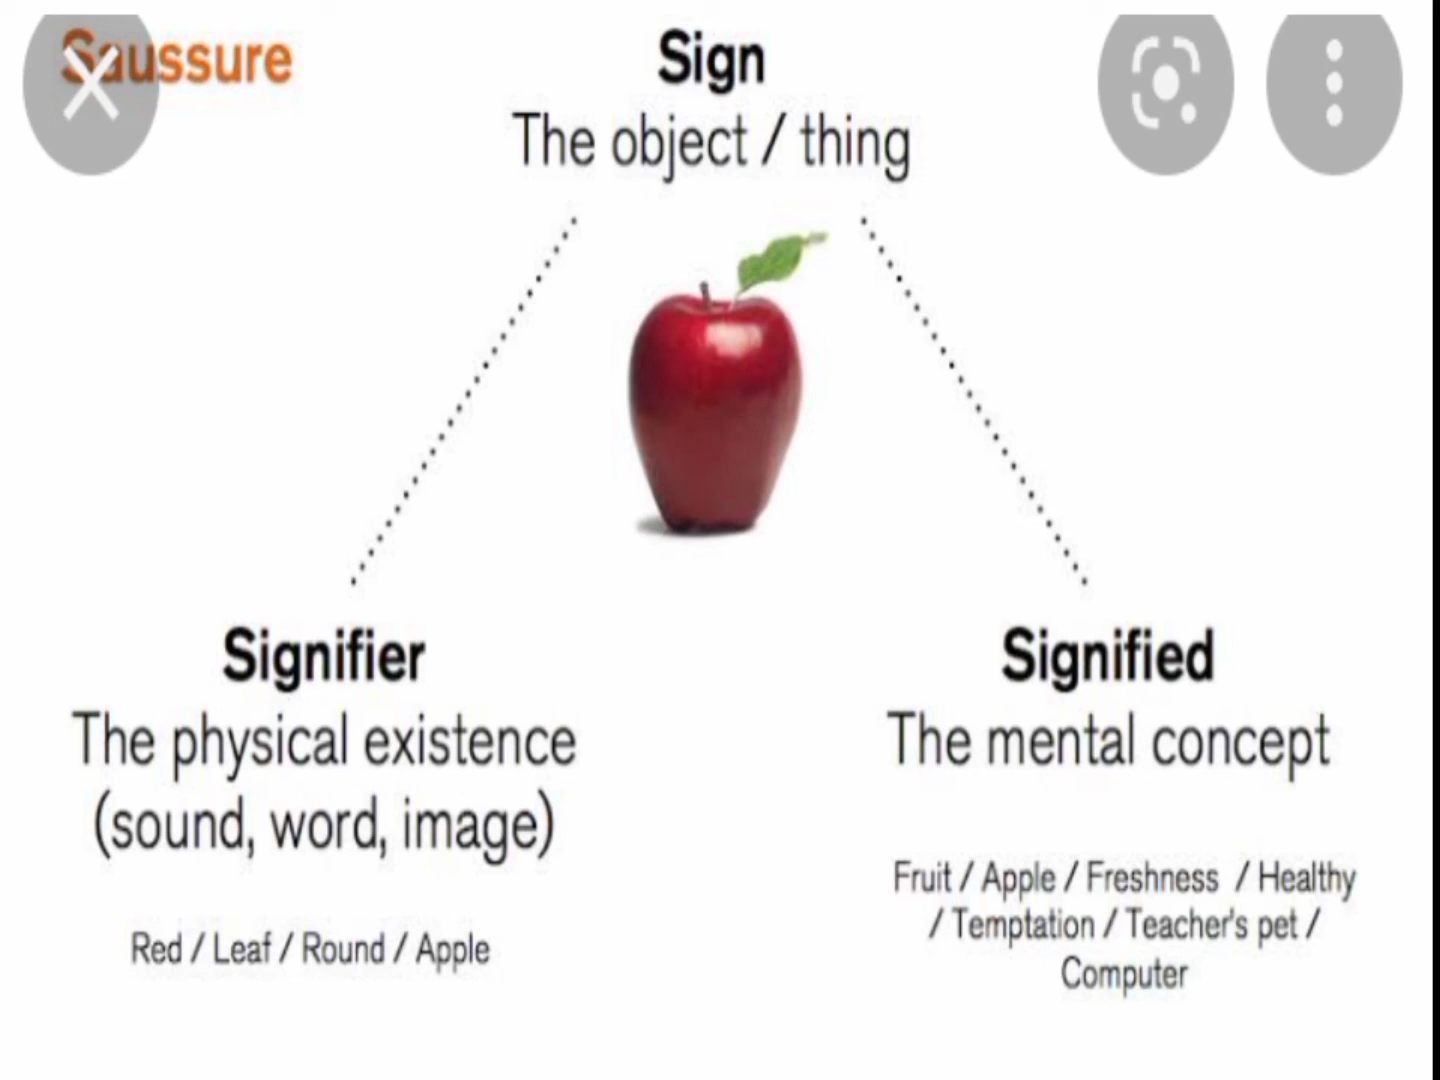 Saussure
Sign
The object / thing
Signifier
The physical existence
(sound, word, image)
Red / Leaf / Round / Apple
Signified
The mental concept
Fruit / Apple / Freshness / Healthy
/ Temptation / Teacher's pet /
Computer